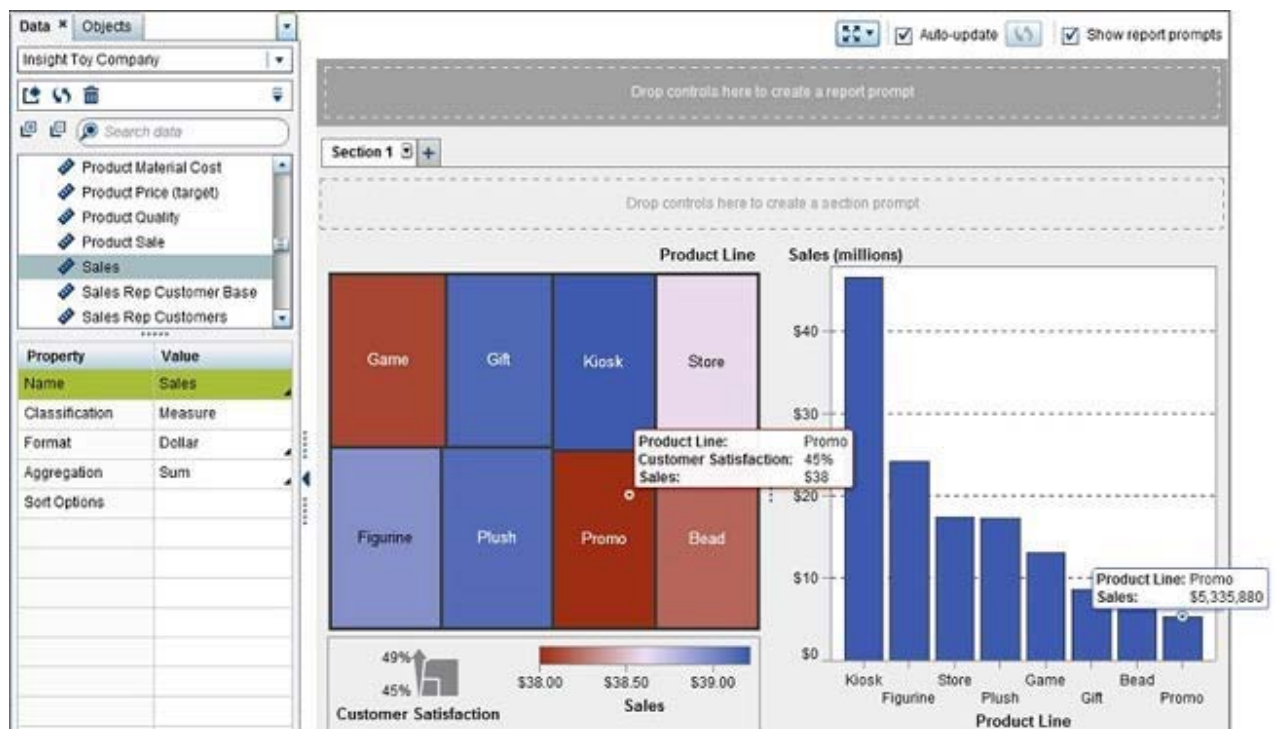 Data
Objects
Insight Toy Company
Search data
Product Material Cost
Product Price (target)
Product Quality
Product Sale
Sales
Sales Rep Customer Base
Sales Rep Customers
Property Value
Name Sales
Classification Measure
Format Dollar
Aggregation Sum
Sort Options
Auto-update
Show report prompts
Drop controls here to create a report prompt
Section 1
Drop controls here to create a section prompt
Product Line
Game
Gift
Kiosk
Store
Figurine
Plush
Promo
Bead
Product Line: Promo
Customer Satisfaction: 45%
Sales: $38
49%
45%
Customer Satisfaction
$38.00 $38.50 $39.00
Sales
Sales (millions)
$40
$30
$20
$10
$0
Product Line: Promo
Sales: $5,335,880
Kiosk
Figurine
Store
Plush
Game
Gift
Bead
Promo
Product Line